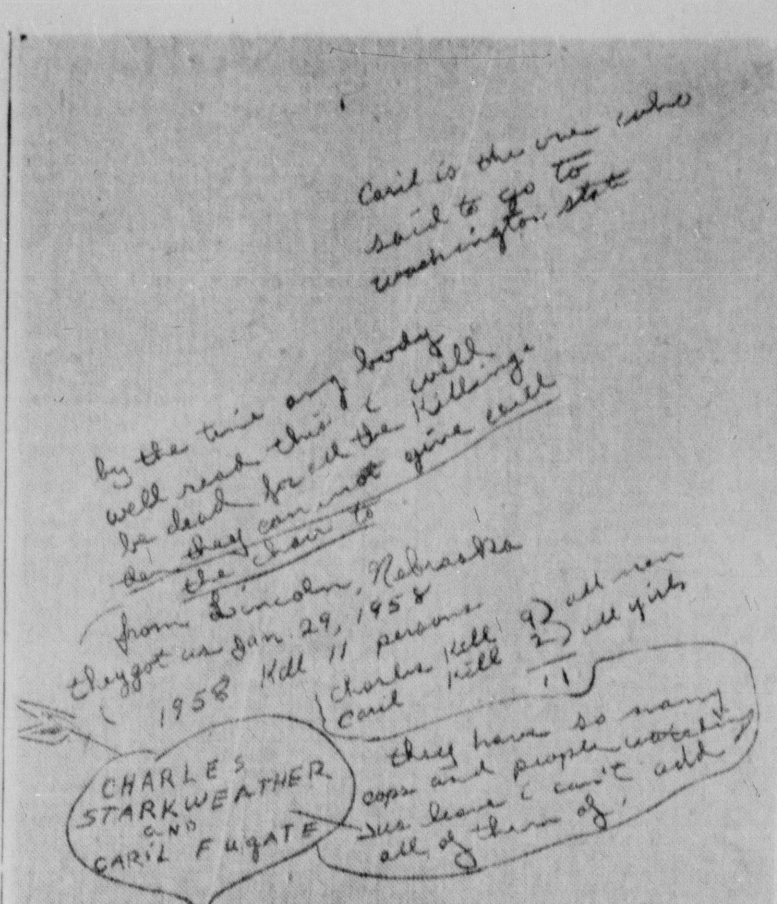 Caril is the one who
said to go to
washington state
by the time any body
well read this i well
be dead for all the killings
den they can not give caril
the chair to
from Lincoln, Nebraska
they got us Jan. 29, 1958
1958 kill 11 persons
Charles kill 9) all men
Caril kill 2) all girls
11
they have so many
cops and people watching
us leave i can't add
all of them of.
CHARLES
STARKWEATHER
AND
CARIL FUGATE